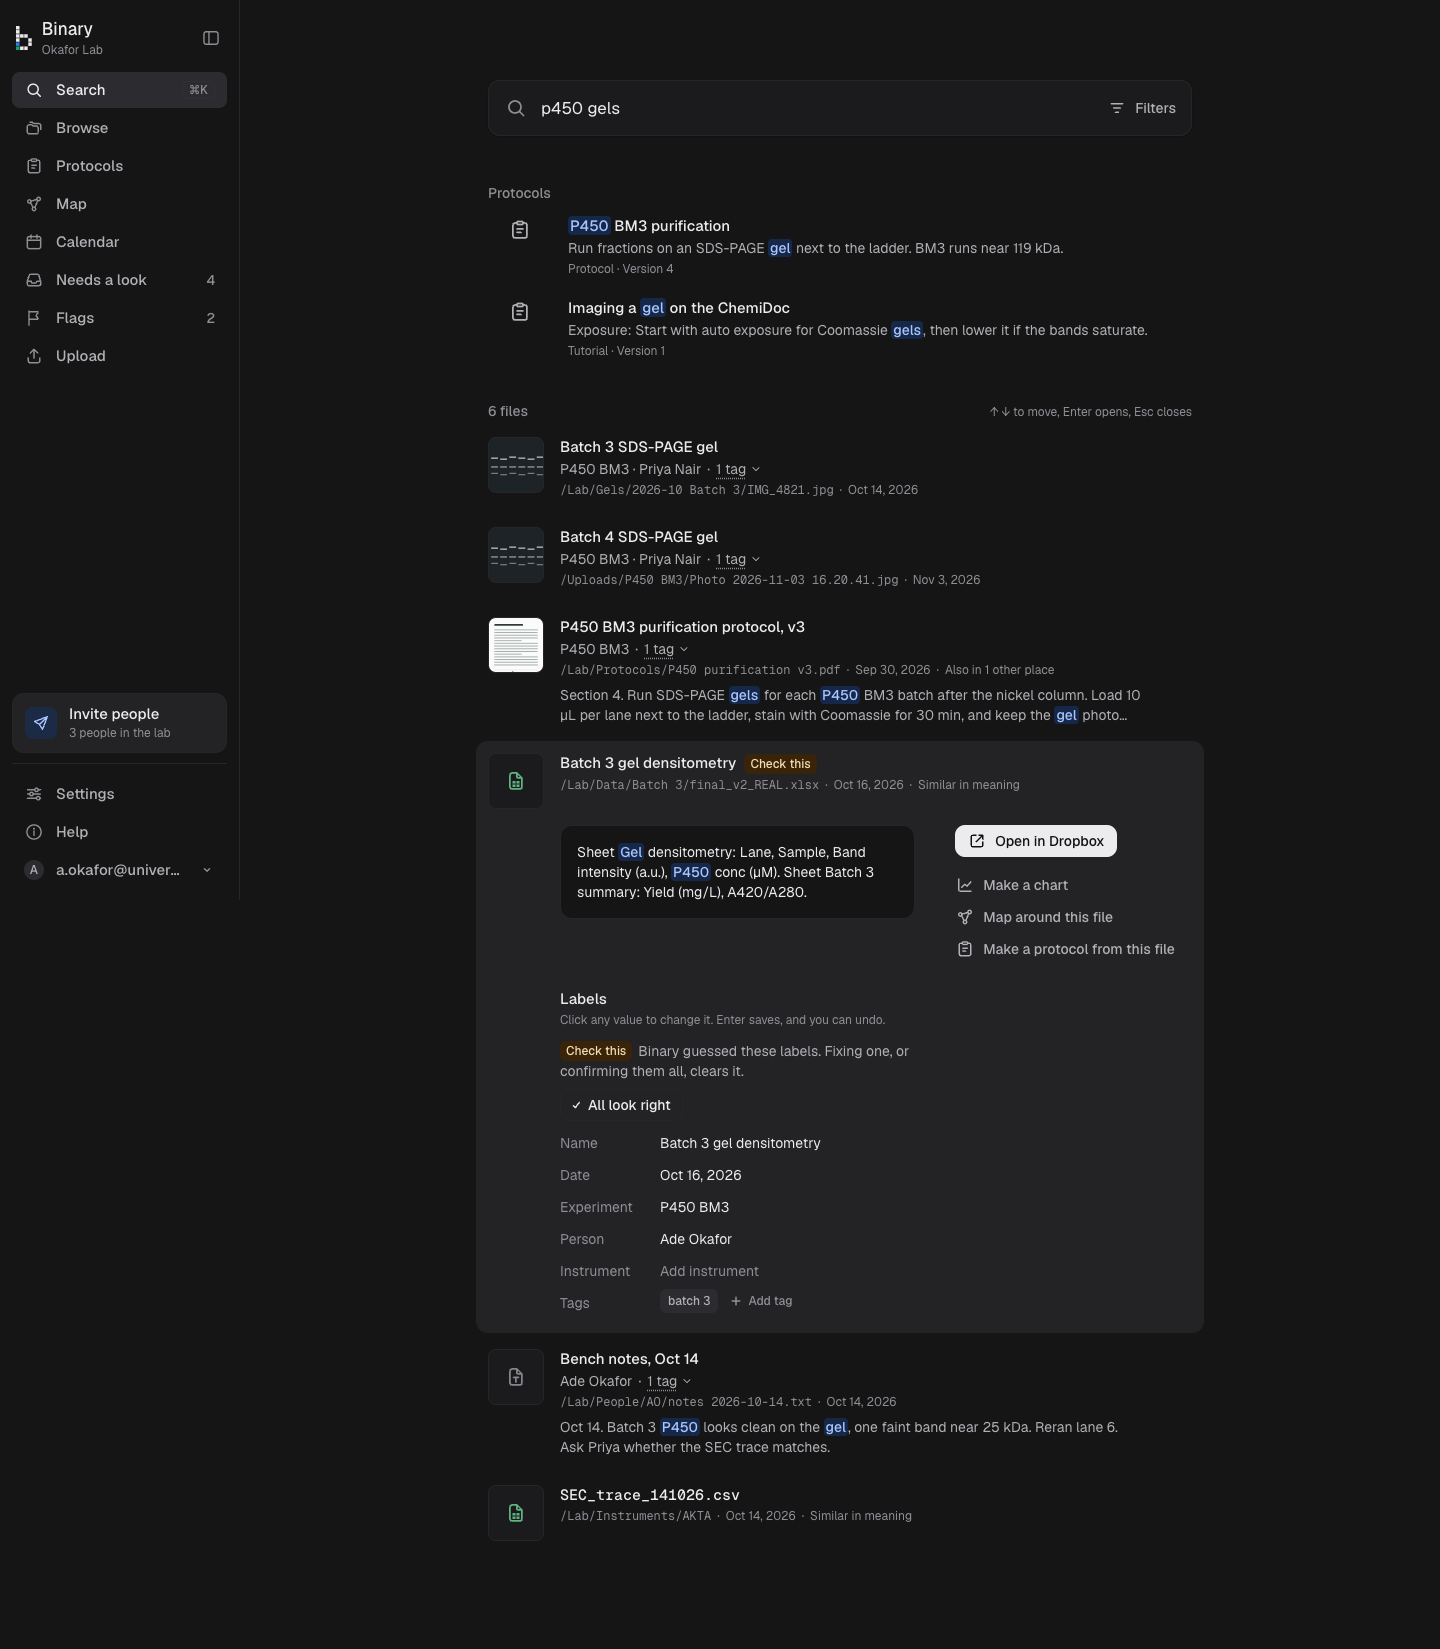 Binary
Okafor Lab
Search ⌘K
Browse
Protocols
Map
Calendar
Needs a look 4
Flags 2
Upload
Invite people
3 people in the lab
Settings
Help
A a.okafor@univer...
p450 gels
Filters
Protocols
P450 BM3 purification
Run fractions on an SDS-PAGE gel next to the ladder. BM3 runs near 119 kDa.
Protocol · Version 4
Imaging a gel on the ChemiDoc
Exposure: Start with auto exposure for Coomassie gels, then lower it if the bands saturate.
Tutorial · Version 1
6 files
↑↓ to move, Enter opens, Esc closes
Batch 3 SDS-PAGE gel
P450 BM3 · Priya Nair · 1 tag
/Lab/Gels/2026-10 Batch 3/IMG_4821.jpg · Oct 14, 2026
Batch 4 SDS-PAGE gel
P450 BM3 · Priya Nair · 1 tag
/Uploads/P450 BM3/Photo 2026-11-03 16.20.41.jpg · Nov 3, 2026
P450 BM3 purification protocol, v3
P450 BM3 · 1 tag
/Lab/Protocols/P450 purification v3.pdf · Sep 30, 2026 · Also in 1 other place
Section 4. Run SDS-PAGE gels for each P450 BM3 batch after the nickel column. Load 10
µL per lane next to the ladder, stain with Coomassie for 30 min, and keep the gel photo...
Batch 3 gel densitometry Check this
/Lab/Data/Batch 3/final_v2_REAL.xlsx · Oct 16, 2026 · Similar in meaning
Sheet Gel densitometry: Lane, Sample, Band
intensity (a.u.), P450 conc (µM). Sheet Batch 3
summary: Yield (mg/L), A420/A280.
Open in Dropbox
Make a chart
Map around this file
Make a protocol from this file
Labels
Click any value to change it. Enter saves, and you can undo.
Check this Binary guessed these labels. Fixing one, or
confirming them all, clears it.
✓ All look right
Name Batch 3 gel densitometry
Date Oct 16, 2026
Experiment P450 BM3
Person Ade Okafor
Instrument Add instrument
Tags batch 3 + Add tag
Bench notes, Oct 14
Ade Okafor · 1 tag
/Lab/People/AO/notes 2026-10-14.txt · Oct 14, 2026
Oct 14. Batch 3 P450 looks clean on the gel, one faint band near 25 kDa. Reran lane 6.
Ask Priya whether the SEC trace matches.
SEC_trace_141026.csv
/Lab/Instruments/AKTA · Oct 14, 2026 · Similar in meaning